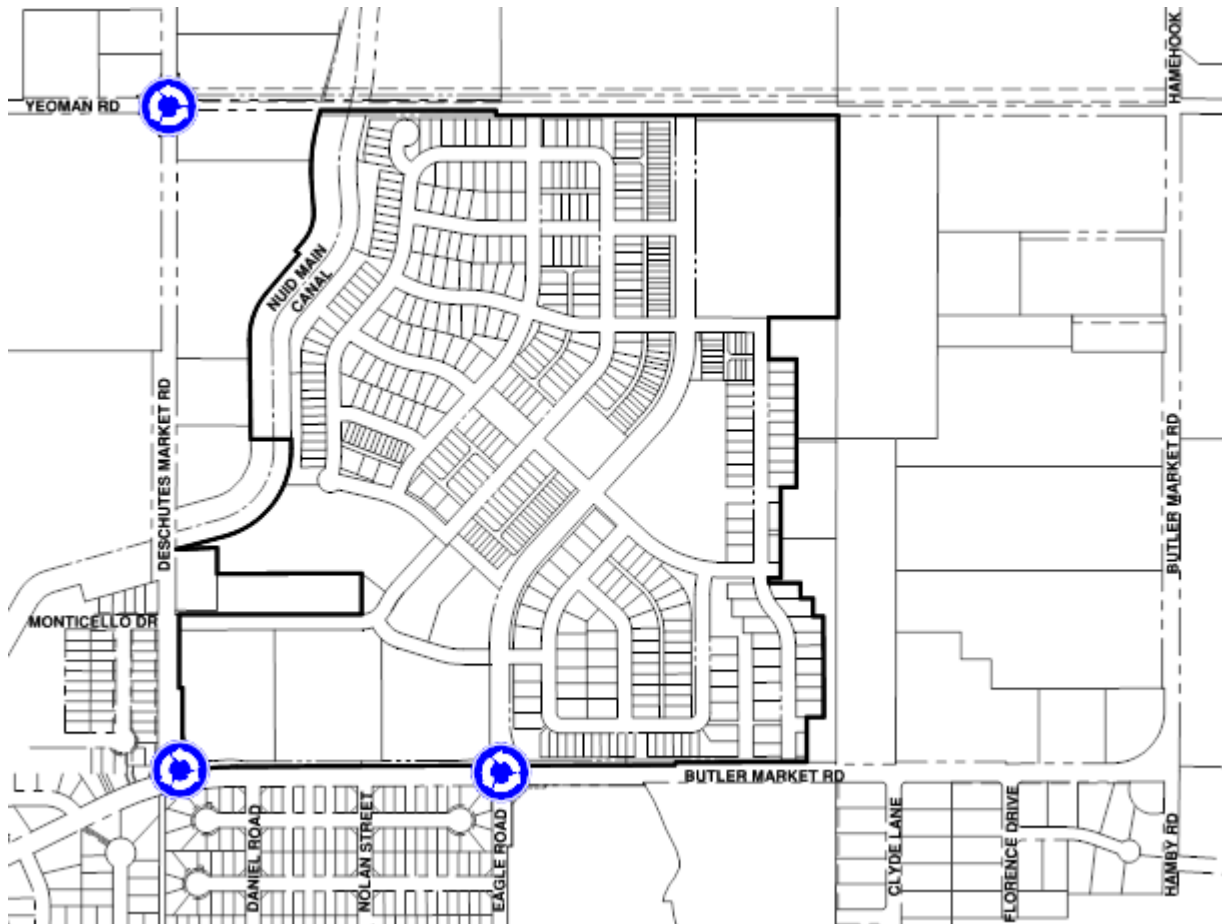 HAMEHOOK
YEOMAN RD
NUID MAIN
CANAL
DESCHUTES MARKET RD
BUTLER MARKET RD
MONTICELLO DR
BUTLER MARKET RD
DANIEL ROAD
NOLAN STREET
EAGLE ROAD
CLYDE LANE
FLORENCE DRIVE
HAMBY RD